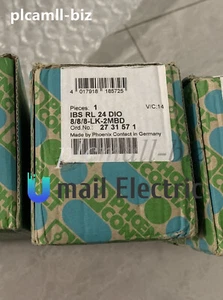 plcamll-biz
4 017918 165725
Pieces: 1
V/C.14
IBS RL 24 DIO
8/8/8-LK-2MBD
Ord.No.: 27 31 57 1
Made by Phoenix Contact in Germany
Umail Electric